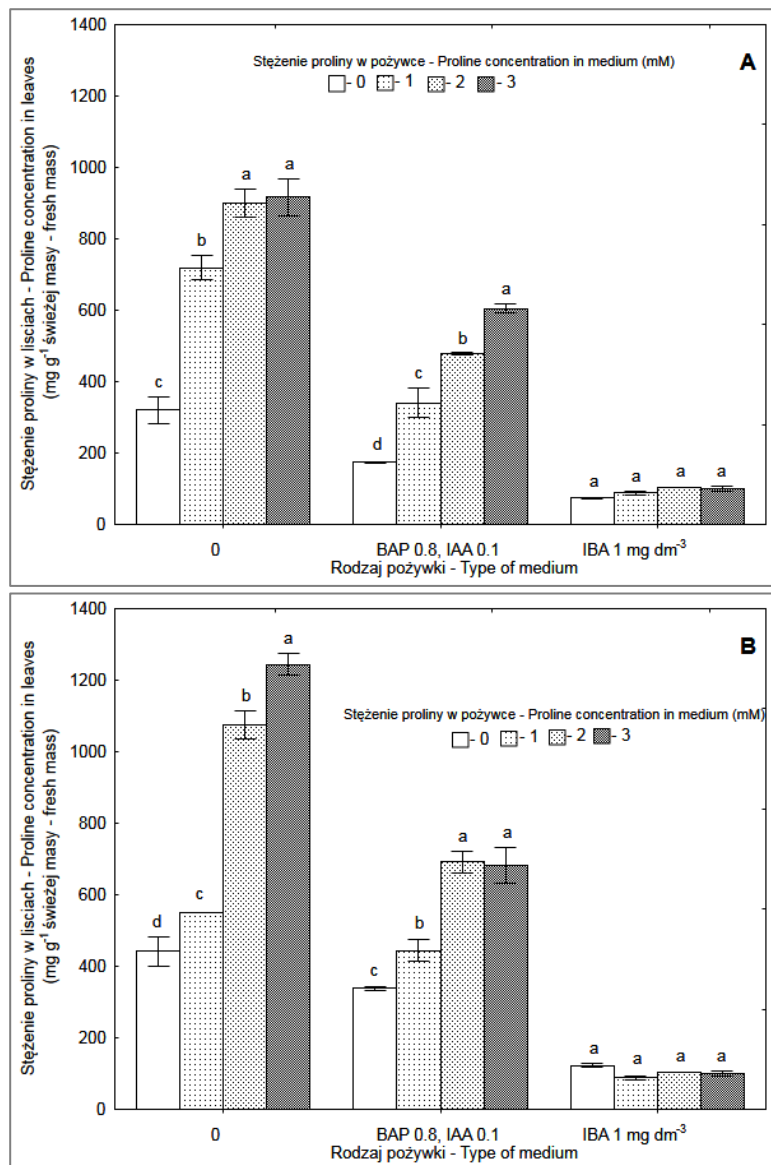 1400
Stężenie proliny w pożywce - Proline concentration in medium (mM)
A
- 0 - 1 - 2 - 3
1200
1000
800
600
400
200
0
a
a
b
c
a
b
c
d
a a a a
Stężenie proliny w lisciach - Proline concentration in leaves
(mg g⁻¹ świeżej masy - fresh mass)
0 BAP 0.8, IAA 0.1 IBA 1 mg dm⁻³
Rodzaj pożywki - Type of medium
1400
B
1200
1000
800
600
400
200
0
Stężenie proliny w pożywce - Proline concentration in medium (mM)
- 0 - 1 - 2 - 3
a
b
c
d
a a
b
c
a a a a
Stężenie proliny w lisciach - Proline concentration in leaves
(mg g⁻¹ świeżej masy - fresh mass)
0 BAP 0.8, IAA 0.1 IBA 1 mg dm⁻³
Rodzaj pożywki - Type of medium